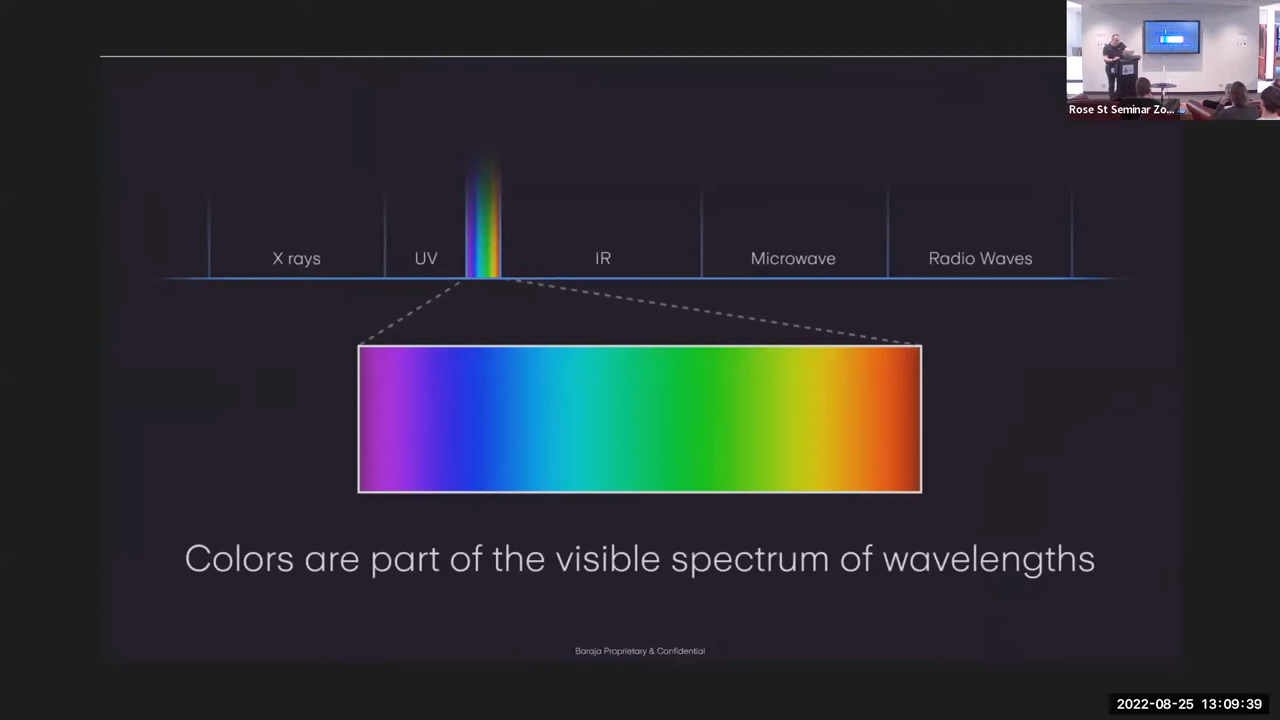 Rose St Seminar Zo...
X rays
UV
IR
Microwave
Radio Waves
Colors are part of the visible spectrum of wavelengths
Baraja Proprietary & Confidential
2022-08-25 13:09:39